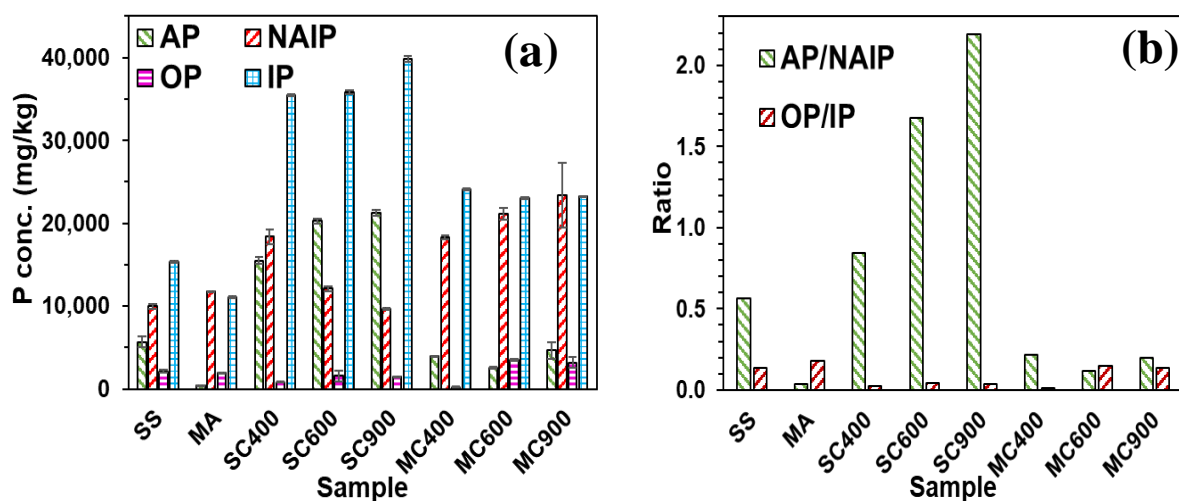 (a)
AP NAIP
OP IP
P conc. (mg/kg)
40,000
30,000
20,000
10,000
0
SS MA SC400 SC600 SC900 MC400 MC600 MC900
Sample
(b)
AP/NAIP
OP/IP
Ratio
2.0
1.5
1.0
0.5
0.0
SS MA SC400 SC600 SC900 MC400 MC600 MC900
Sample